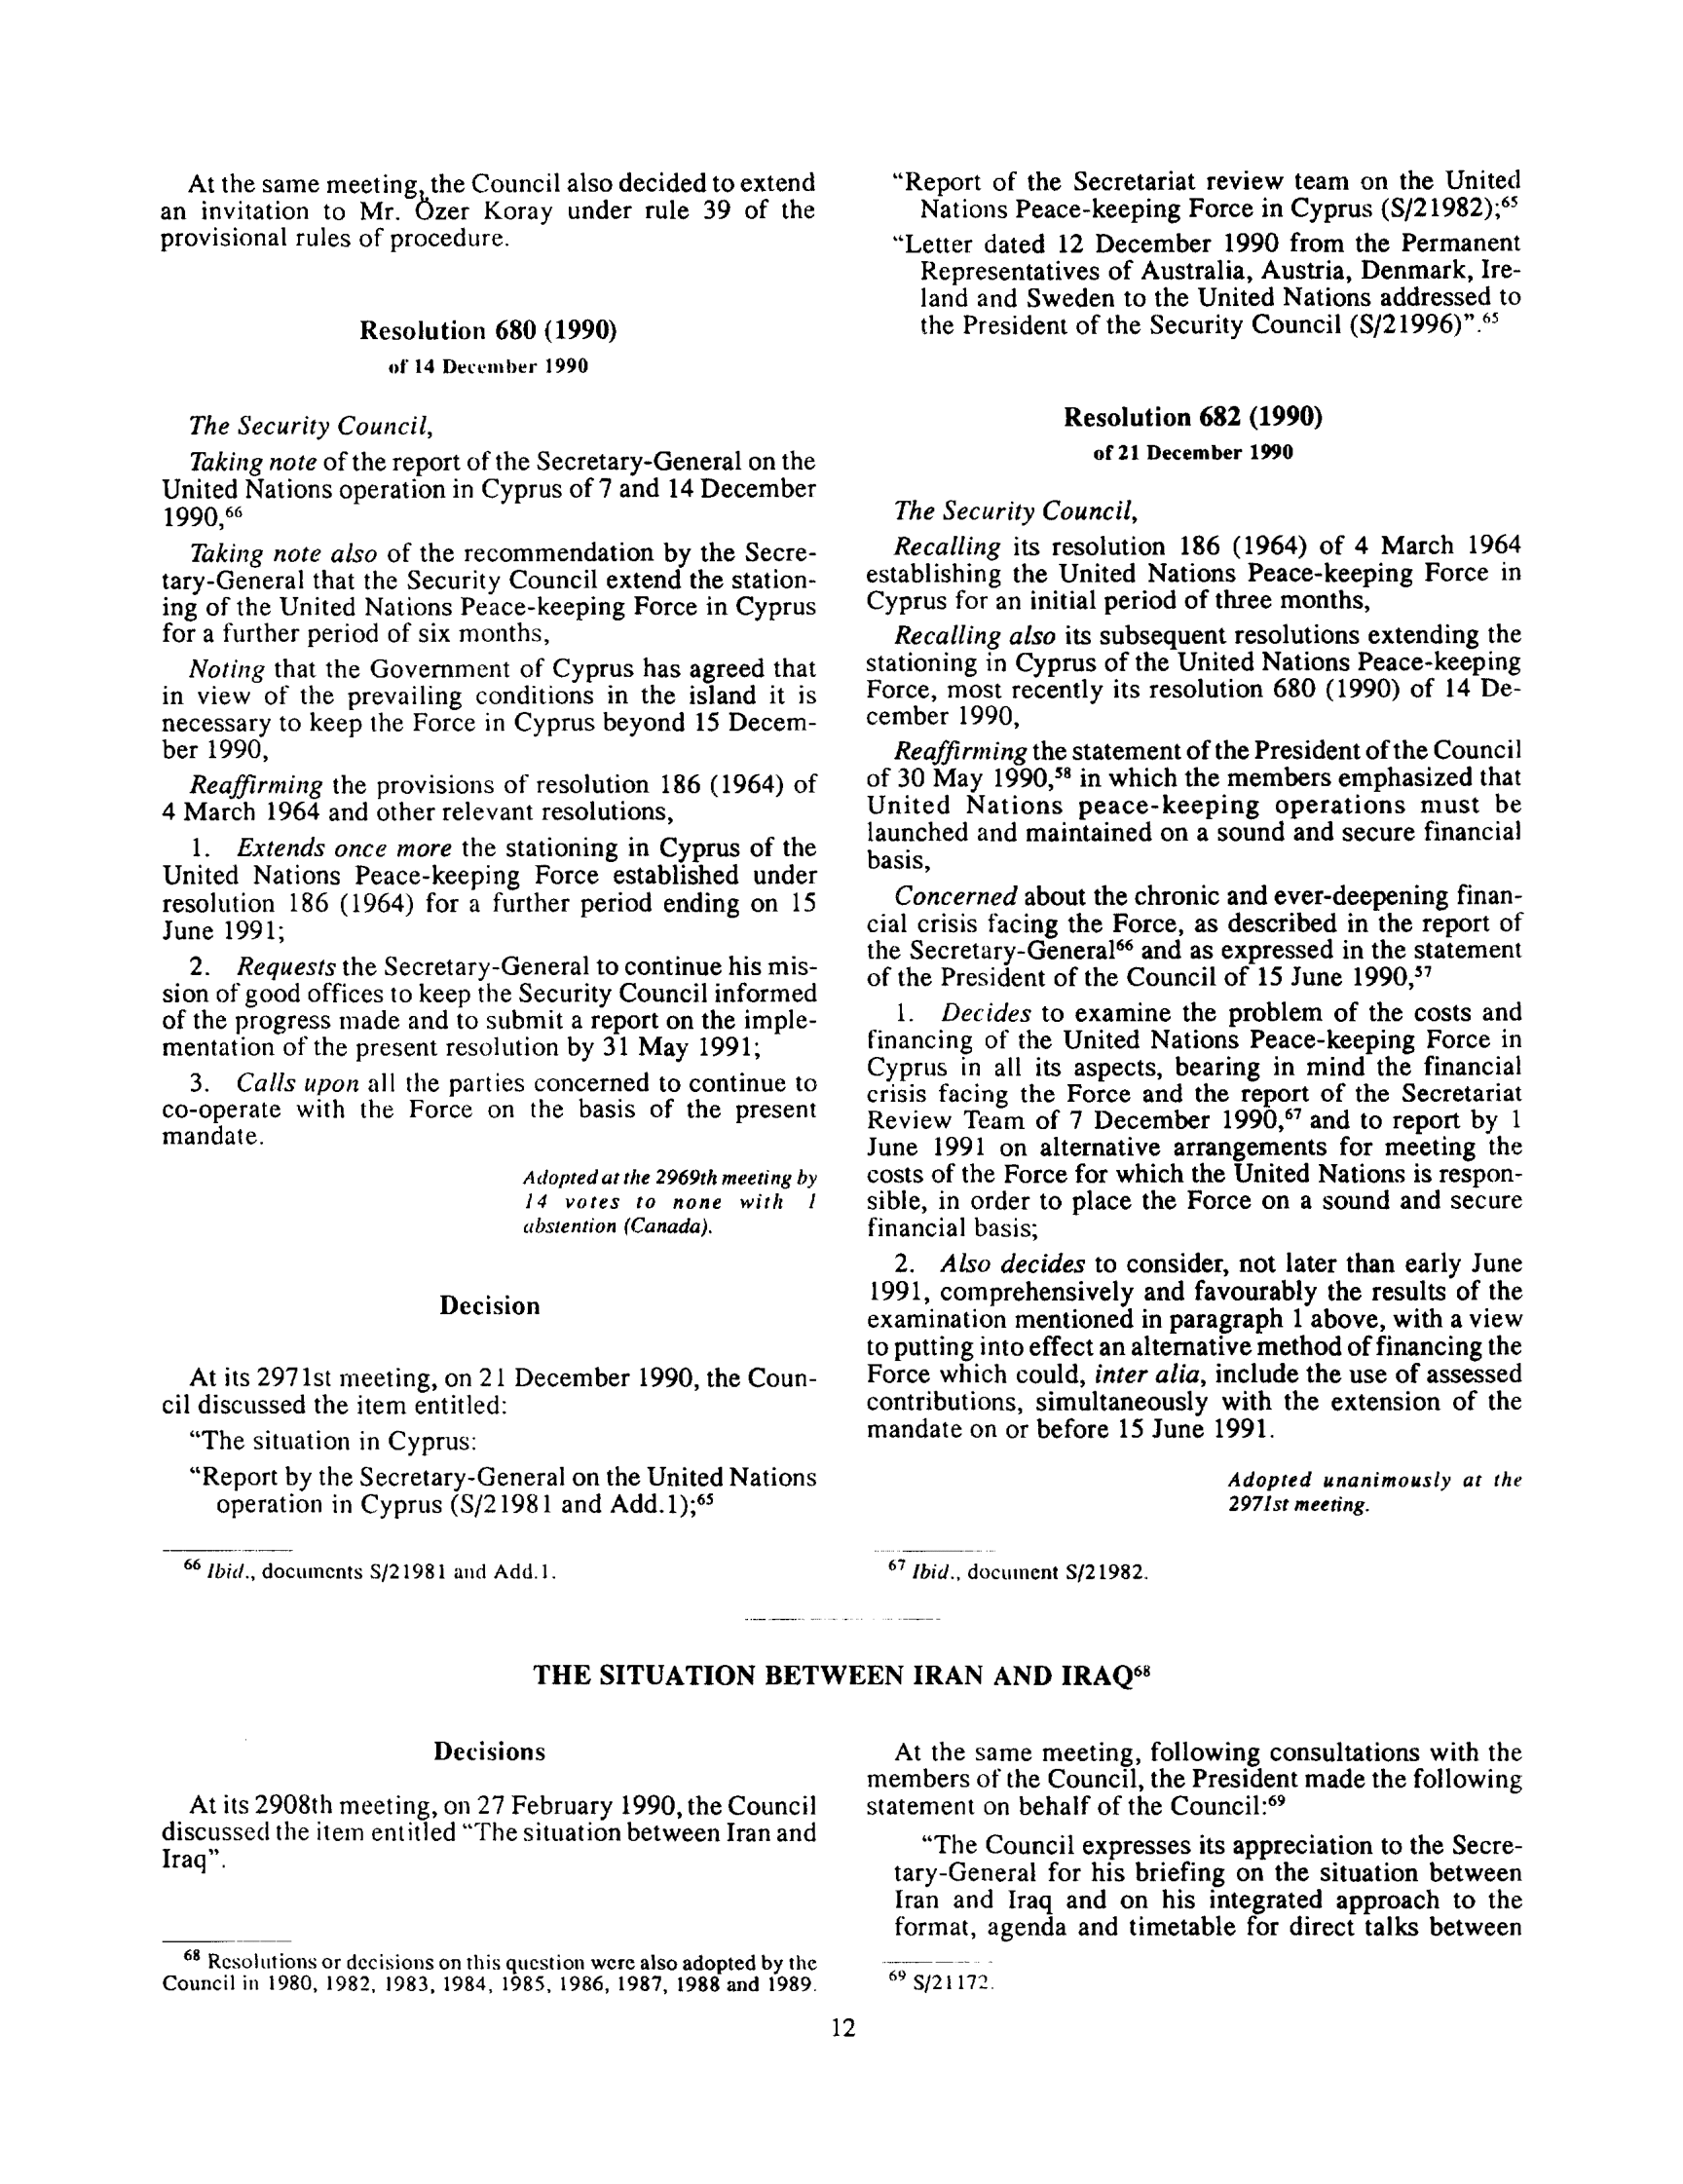 At the same meeting, the Council also decided to extend
an invitation to Mr. Özer Koray under rule 39 of the
provisional rules of procedure.
Resolution 680 (1990)
of 14 December 1990
The Security Council,
Taking note of the report of the Secretary-General on the
United Nations operation in Cyprus of 7 and 14 December
1990,⁶⁶
Taking note also of the recommendation by the Secre-
tary-General that the Security Council extend the station-
ing of the United Nations Peace-keeping Force in Cyprus
for a further period of six months,
Noting that the Government of Cyprus has agreed that
in view of the prevailing conditions in the island it is
necessary to keep the Force in Cyprus beyond 15 Decem-
ber 1990,
Reaffirming the provisions of resolution 186 (1964) of
4 March 1964 and other relevant resolutions,
1. Extends once more the stationing in Cyprus of the
United Nations Peace-keeping Force established under
resolution 186 (1964) for a further period ending on 15
June 1991;
2. Requests the Secretary-General to continue his mis-
sion of good offices to keep the Security Council informed
of the progress made and to submit a report on the imple-
mentation of the present resolution by 31 May 1991;
3. Calls upon all the parties concerned to continue to
co-operate with the Force on the basis of the present
mandate.
Adopted at the 2969th meeting by
14 votes to none with 1
abstention (Canada).
Decision
At its 2971st meeting, on 21 December 1990, the Coun-
cil discussed the item entitled:
“The situation in Cyprus:
“Report by the Secretary-General on the United Nations
operation in Cyprus (S/21981 and Add.1);⁶⁵
⁶⁶ Ibid., documents S/21981 and Add.1.
“Report of the Secretariat review team on the United
Nations Peace-keeping Force in Cyprus (S/21982);⁶⁵
“Letter dated 12 December 1990 from the Permanent
Representatives of Australia, Austria, Denmark, Ire-
land and Sweden to the United Nations addressed to
the President of the Security Council (S/21996)”.⁶⁵
Resolution 682 (1990)
of 21 December 1990
The Security Council,
Recalling its resolution 186 (1964) of 4 March 1964
establishing the United Nations Peace-keeping Force in
Cyprus for an initial period of three months,
Recalling also its subsequent resolutions extending the
stationing in Cyprus of the United Nations Peace-keeping
Force, most recently its resolution 680 (1990) of 14 De-
cember 1990,
Reaffirming the statement of the President of the Council
of 30 May 1990,⁵⁸ in which the members emphasized that
United Nations peace-keeping operations must be
launched and maintained on a sound and secure financial
basis,
Concerned about the chronic and ever-deepening finan-
cial crisis facing the Force, as described in the report of
the Secretary-General⁶⁶ and as expressed in the statement
of the President of the Council of 15 June 1990,⁵⁷
1. Decides to examine the problem of the costs and
financing of the United Nations Peace-keeping Force in
Cyprus in all its aspects, bearing in mind the financial
crisis facing the Force and the report of the Secretariat
Review Team of 7 December 1990,⁶⁷ and to report by 1
June 1991 on alternative arrangements for meeting the
costs of the Force for which the United Nations is respon-
sible, in order to place the Force on a sound and secure
financial basis;
2. Also decides to consider, not later than early June
1991, comprehensively and favourably the results of the
examination mentioned in paragraph 1 above, with a view
to putting into effect an alternative method of financing the
Force which could, inter alia, include the use of assessed
contributions, simultaneously with the extension of the
mandate on or before 15 June 1991.
Adopted unanimously at the
2971st meeting.
⁶⁷ Ibid., document S/21982.
THE SITUATION BETWEEN IRAN AND IRAQ⁶⁸
Decisions
At its 2908th meeting, on 27 February 1990, the Council
discussed the item entitled “The situation between Iran and
Iraq”.
⁶⁸ Resolutions or decisions on this question were also adopted by the
Council in 1980, 1982, 1983, 1984, 1985, 1986, 1987, 1988 and 1989.
At the same meeting, following consultations with the
members of the Council, the President made the following
statement on behalf of the Council:⁶⁹
“The Council expresses its appreciation to the Secre-
tary-General for his briefing on the situation between
Iran and Iraq and on his integrated approach to the
format, agenda and timetable for direct talks between
⁶⁹ S/21172.
12